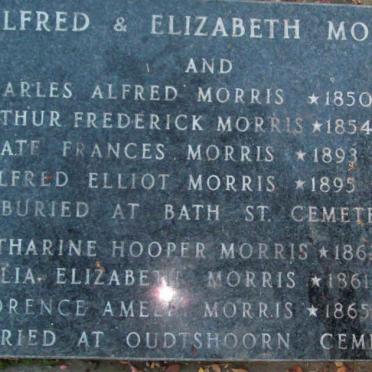 LFRED & ELIZABETH MO
AND
ARLES ALFRED MORRIS ★ 1850
THUR FREDERICK MORRIS ★ 1854
ATE FRANCES MORRIS ★ 1893
LFRED ELLIOT MORRIS ★ 1895
BURIED AT BATH ST. CEMETE
THARINE HOOPER MORRIS ★ 186
LIA ELIZABETH MORRIS ★ 1861
ORENCE AMELIA MORRIS ★ 1865
RIED AT OUDTSHOORN CEM